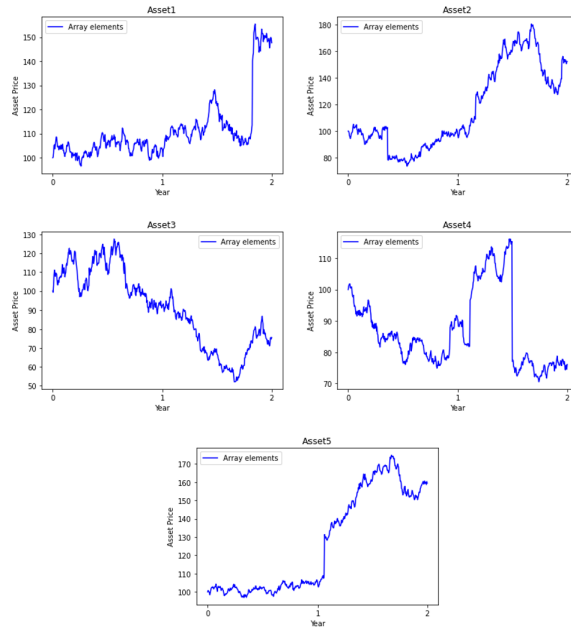 Asset1
Array elements
150
140
130
120
110
100
Asset Price
0
1
2
Year
Asset2
Array elements
180
160
140
120
100
80
Asset Price
0
1
2
Year
Asset3
Array elements
130
120
110
100
90
80
70
60
50
Asset Price
0
1
2
Year
Asset4
Array elements
110
100
90
80
70
Asset Price
0
1
2
Year
Asset5
Array elements
170
160
150
140
130
120
110
100
Asset Price
0
1
2
Year